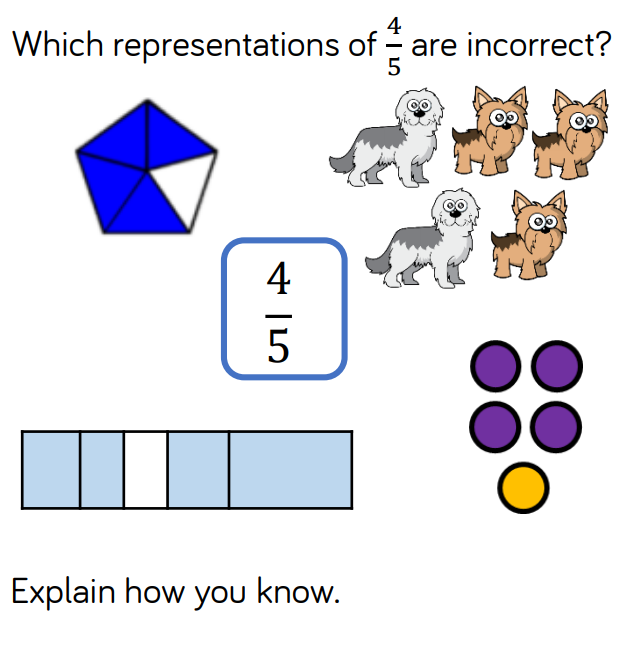 Which representations of 4/5 are incorrect?
4
5
Explain how you know.